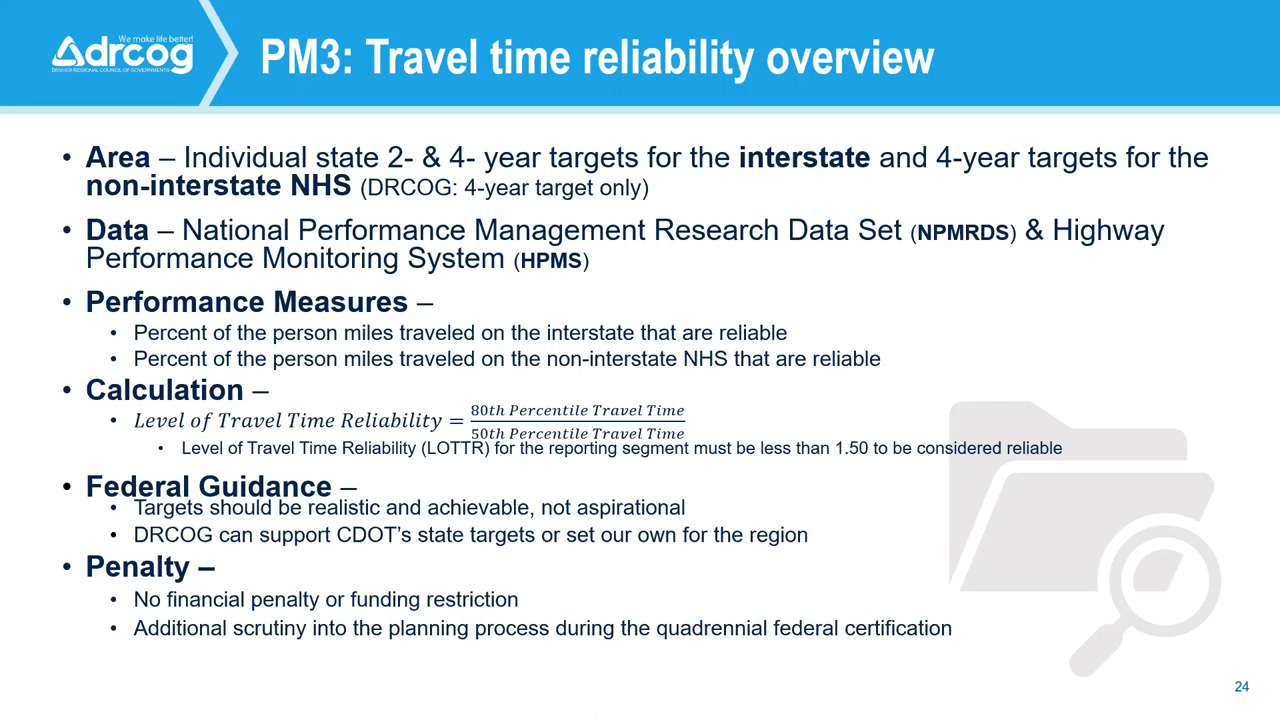 We make life better!
drcog
DENVER REGIONAL COUNCIL OF GOVERNMENTS
PM3: Travel time reliability overview
• Area – Individual state 2- & 4- year targets for the interstate and 4-year targets for the
non-interstate NHS (DRCOG: 4-year target only)
• Data – National Performance Management Research Data Set (NPMRDS) & Highway
Performance Monitoring System (HPMS)
• Performance Measures –
• Percent of the person miles traveled on the interstate that are reliable
• Percent of the person miles traveled on the non-interstate NHS that are reliable
• Calculation –
• Level of Travel Time Reliability = 80th Percentile Travel Time / 50th Percentile Travel Time
• Level of Travel Time Reliability (LOTTR) for the reporting segment must be less than 1.50 to be considered reliable
• Federal Guidance –
• Targets should be realistic and achievable, not aspirational
• DRCOG can support CDOT’s state targets or set our own for the region
• Penalty –
• No financial penalty or funding restriction
• Additional scrutiny into the planning process during the quadrennial federal certification
24